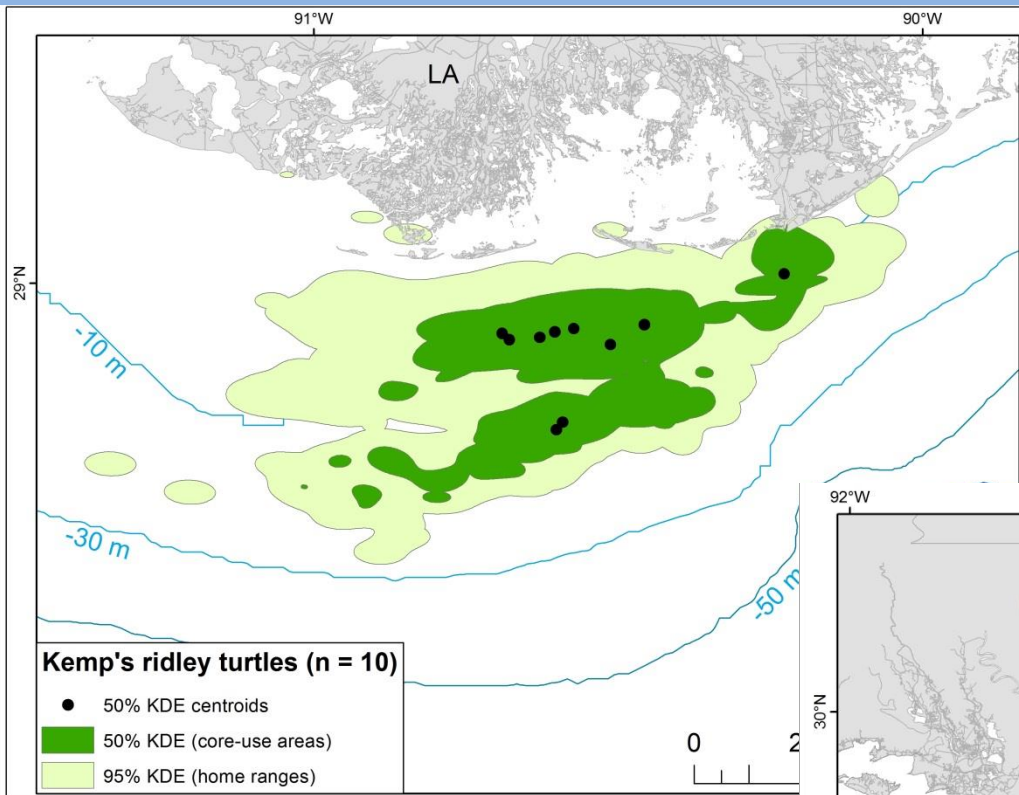 91°W
90°W
LA
29°N
-10 m
-30 m
-50 m
92°W
30°N
Kemp's ridley turtles (n = 10)
50% KDE centroids
50% KDE (core-use areas)
95% KDE (home ranges)
0